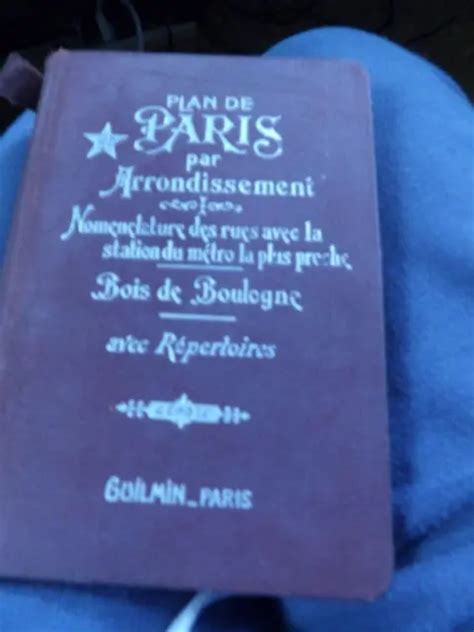 PLAN DE
PARIS
par
Arrondissement
Nomenclature des rues avec la
station du métro la plus proche
Bois de Boulogne
avec Répertoires
GUILMIN_PARIS